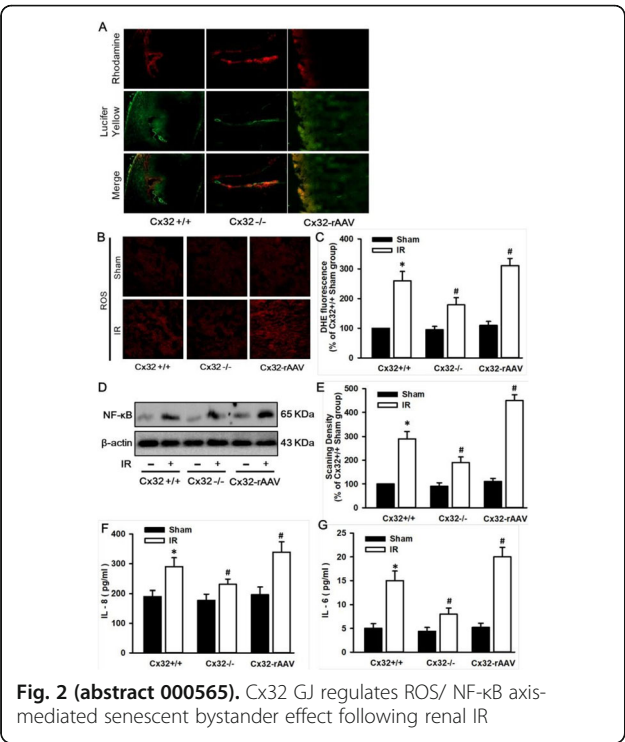 A
Rhodamine
Lucifer
Yellow
Merge
Cx32 +/+ Cx32 -/- Cx32-rAAV
B
ROS
Sham
IR
Cx32 +/+ Cx32 -/- Cx32-rAAV
C
Sham
IR
DHE fluorescence
(% of Cx32+/+ Sham group)
400
300
200
100
0
*
#
#
Cx32+/+ Cx32-/- Cx32-rAAV
D
NF-κB 65 KDa
β-actin 43 KDa
IR − + − + − +
Cx32 +/+ Cx32 -/- Cx32-rAAV
E
Sham
IR
Scaning Density
(% of Cx32+/+ Sham group)
500
400
300
200
100
0
*
#
#
Cx32+/+ Cx32-/- Cx32-rAAV
F
Sham
IR
IL - 8 ( pg/ml )
400
300
200
100
0
*
#
#
Cx32+/+ Cx32-/- Cx32-rAAV
G
Sham
IR
IL - 6 ( pg/ml )
25
20
15
10
5
0
*
#
#
Cx32+/+ Cx32-/- Cx32-rAAV
Fig. 2 (abstract 000565). Cx32 GJ regulates ROS/ NF-κB axis-
mediated senescent bystander effect following renal IR